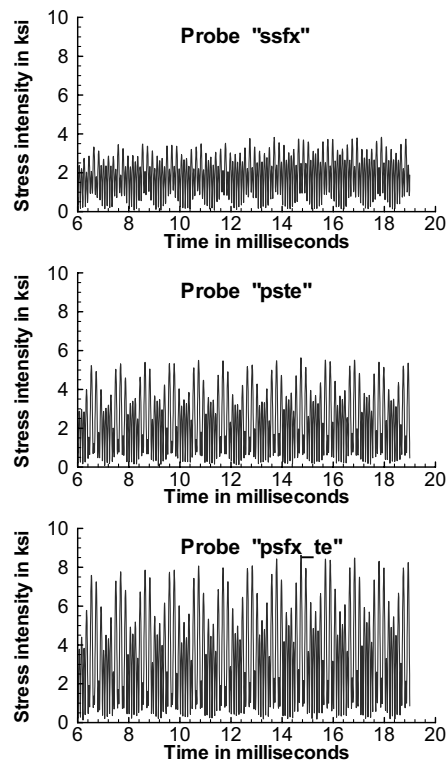 Probe "ssfx"
Stress intensity in ksi
10
8
6
4
2
0
6 8 10 12 14 16 18 20
Time in milliseconds
Probe "pste"
Stress intensity in ksi
10
8
6
4
2
0
6 8 10 12 14 16 18 20
Time in milliseconds
Probe "psfx_te"
Stress intensity in ksi
10
8
6
4
2
0
6 8 10 12 14 16 18 20
Time in milliseconds